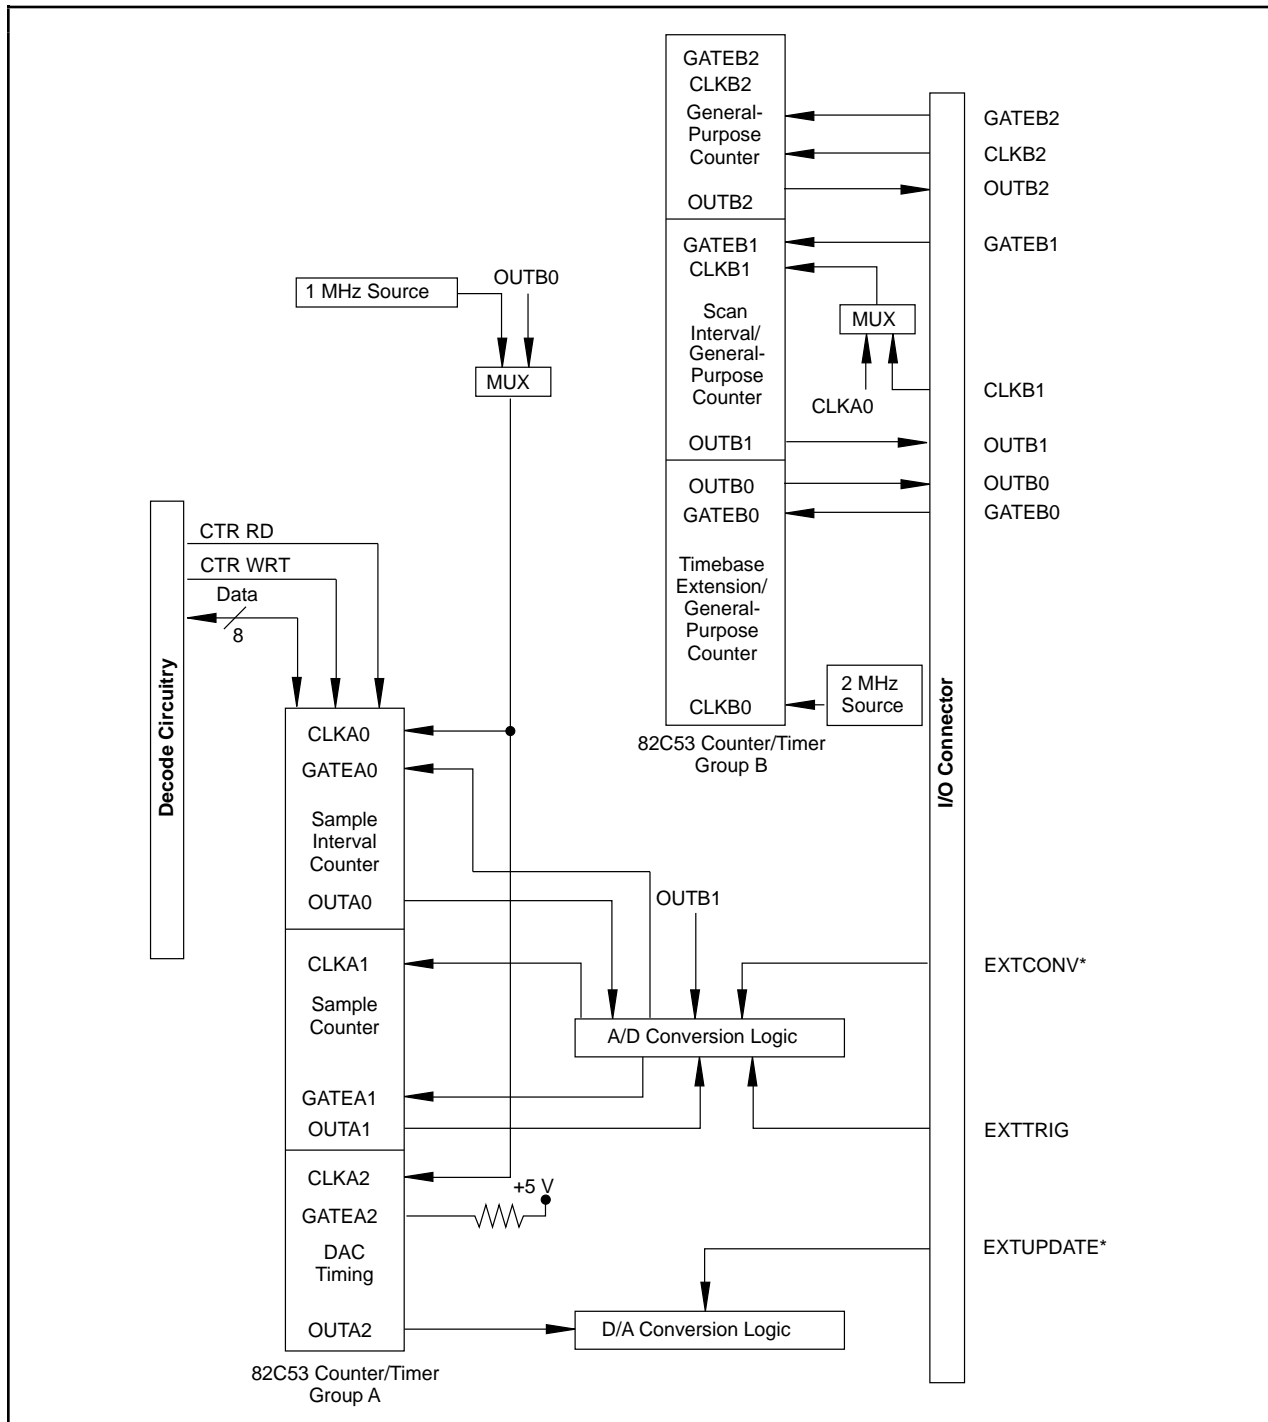 GATEB2
CLKB2
General-
Purpose
Counter
OUTB2
GATEB1
CLKB1
Scan
Interval/
General-
Purpose
Counter
OUTB1
OUTB0
GATEB0
Timebase
Extension/
General-
Purpose
Counter
CLKB0
82C53 Counter/Timer
Group B
2 MHz
Source
MUX
CLKA0
I/O Connector
GATEB2
CLKB2
OUTB2
GATEB1
CLKB1
OUTB1
OUTB0
GATEB0
EXTCONV*
EXTTRIG
EXTUPDATE*
1 MHz Source
OUTB0
MUX
Decode Circuitry
CTR RD
CTR WRT
Data
8
CLKA0
GATEA0
Sample
Interval
Counter
OUTA0
CLKA1
Sample
Counter
GATEA1
OUTA1
CLKA2
GATEA2
DAC
Timing
OUTA2
82C53 Counter/Timer
Group A
+5 V
OUTB1
A/D Conversion Logic
D/A Conversion Logic